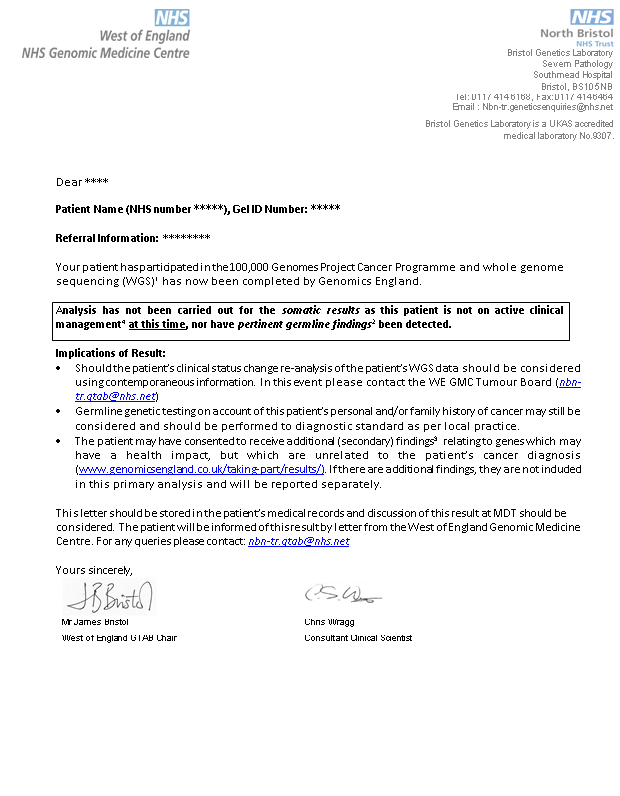 NHS
West of England
NHS Genomic Medicine Centre
NHS
North Bristol
NHS Trust
Bristol Genetics Laboratory
Severn Pathology
Southmead Hospital
Bristol, BS105NB
Tel: 0117 414 6168, Fax:0117 4146464
Email : Nbn-tr.geneticsenquiries@nhs.net
Bristol Genetics Laboratory is a UKAS accredited
medical laboratory No.9307.
Dear ****
Patient Name (NHS number *****), Gel ID Number: *****
Referral Information: ********
Your patient has participated in the 100,000 Genomes Project Cancer Programme and whole genome
sequencing (WGS)¹ has now been completed by Genomics England.
Analysis has not been carried out for the somatic results as this patient is not on active clinical
management⁴ at this time, nor have pertinent germline findings² been detected.
Implications of Result:
• Should the patient's clinical status change re-analysis of the patient's WGS data should be considered
using contemporaneous information. In this event please contact the WE GMC Tumour Board (nbn-
tr.gtab@nhs.net)
• Germline genetic testing on account of this patient's personal and/or family history of cancer may still be
considered and should be performed to diagnostic standard as per local practice.
• The patient may have consented to receive additional (secondary) findings³ relating to genes which may
have a health impact, but which are unrelated to the patient's cancer diagnosis
(www.genomicsengland.co.uk/taking-part/results/). If there are additional findings, they are not included
in this primary analysis and will be reported separately.
This letter should be stored in the patient's medical records and discussion of this result at MDT should be
considered. The patient will be informed of this result by letter from the West of England Genomic Medicine
Centre. For any queries please contact: nbn-tr.gtab@nhs.net
Yours sincerely,
J B Bristol
Mr James Bristol
West of England GTAB Chair
Chris Wragg
Consultant Clinical Scientist